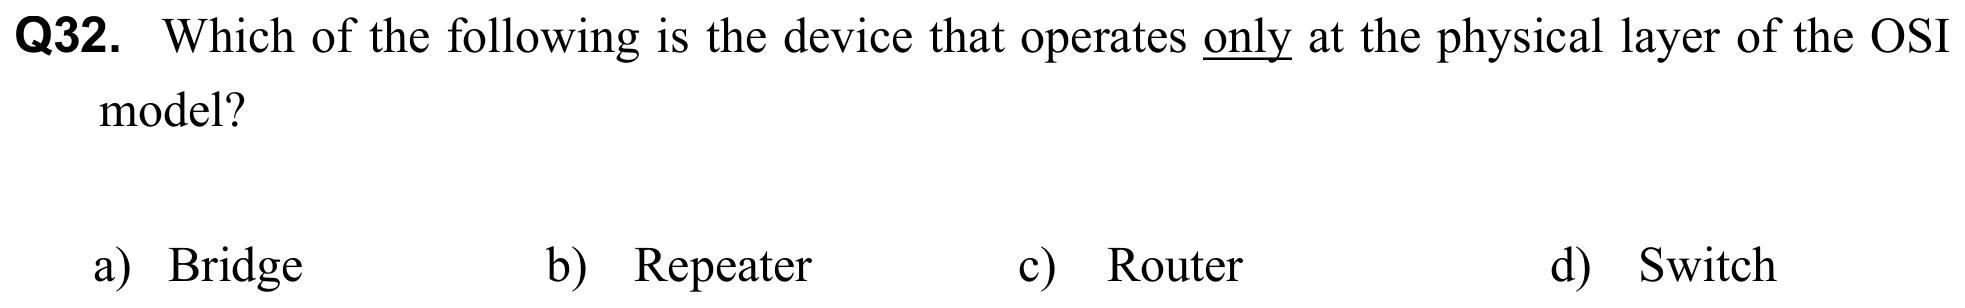 Q32. Which of the following is the device that operates only at the physical layer of the OSI
model?
a) Bridge b) Repeater c) Router d) Switch